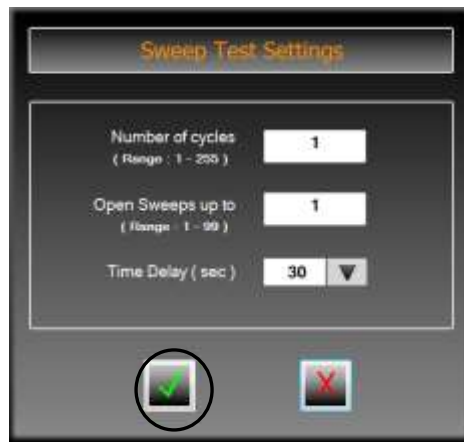 Sweep Test Settings
Number of cycles
1
( Range : 1 - 255 )
Open Sweeps up to
1
( Range : 1 - 99 )
Time Delay ( sec )
30
X